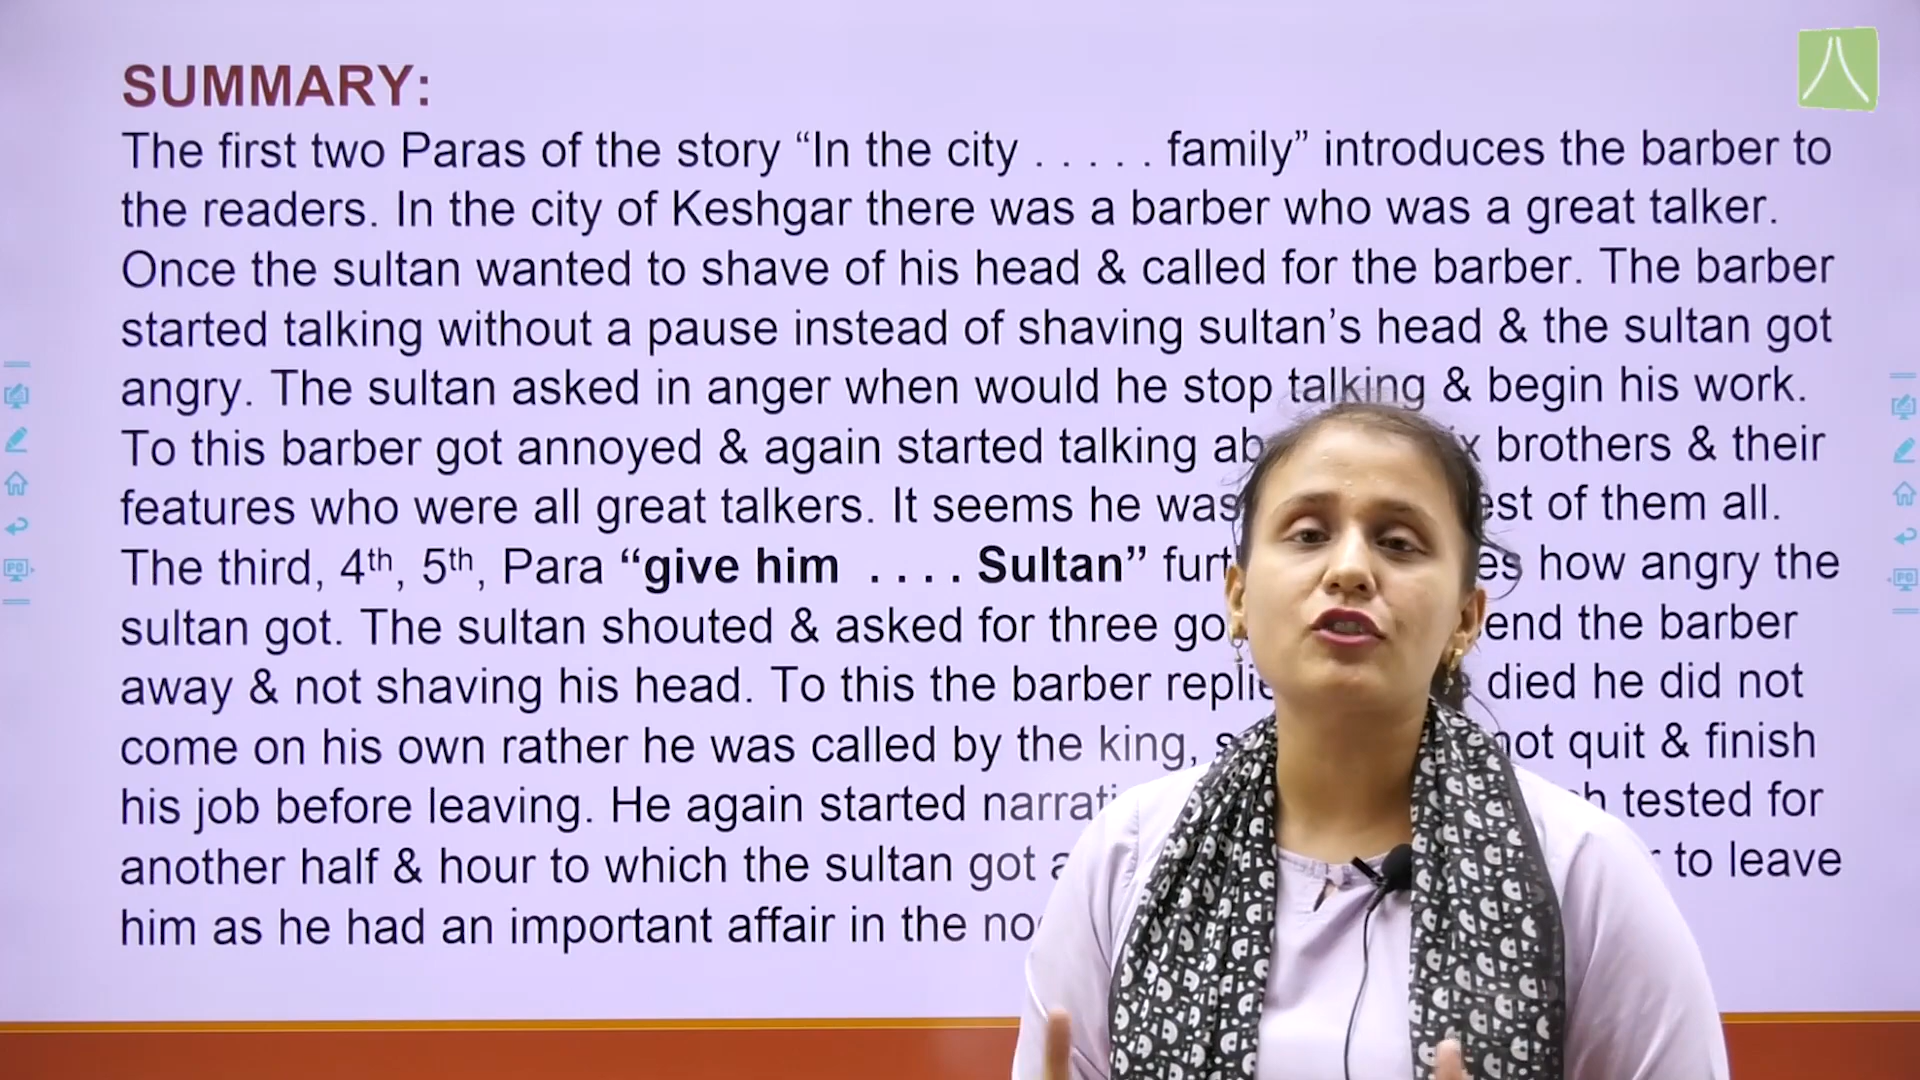 SUMMARY:
The first two Paras of the story “In the city . . . . . family” introduces the barber to
the readers. In the city of Keshgar there was a barber who was a great talker.
Once the sultan wanted to shave of his head & called for the barber. The barber
started talking without a pause instead of shaving sultan’s head & the sultan got
angry. The sultan asked in anger when would he stop talking & begin his work.
To this barber got annoyed & again started talking brothers & their
features who were all great talkers. It seems he was of them all.
The third, 4th, 5th, Para “give him . . . . Sultan” how angry the
sultan got. The sultan shouted & asked for three the barber
away & not shaving his head. To this the barber died he did not
come on his own rather he was called by the king, not quit & finish
his job before leaving. He again started tested for
another half & hour to which the sultan got to leave
him as he had an important affair in the